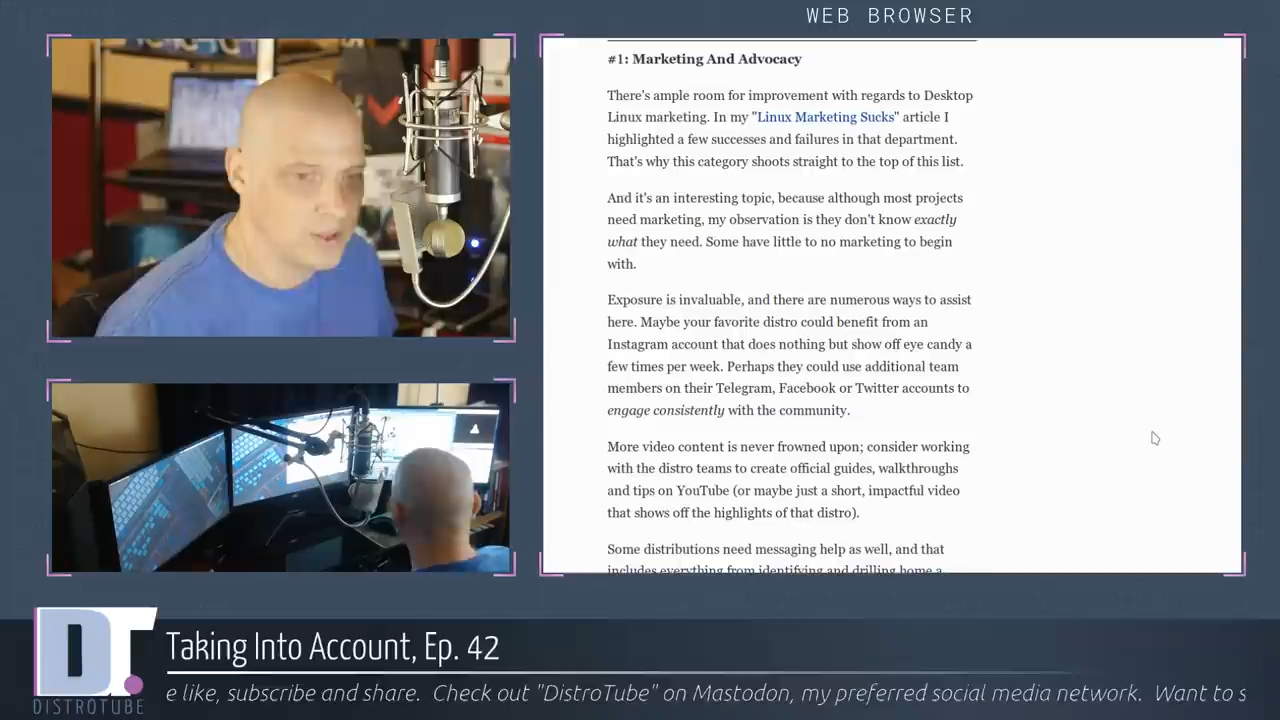 WEB BROWSER
#1: Marketing And Advocacy
There's ample room for improvement with regards to Desktop
Linux marketing. In my "Linux Marketing Sucks" article I
highlighted a few successes and failures in that department.
That's why this category shoots straight to the top of this list.
And it's an interesting topic, because although most projects
need marketing, my observation is they don't know exactly
what they need. Some have little to no marketing to begin
with.
Exposure is invaluable, and there are numerous ways to assist
here. Maybe your favorite distro could benefit from an
Instagram account that does nothing but show off eye candy a
few times per week. Perhaps they could use additional team
members on their Telegram, Facebook or Twitter accounts to
engage consistently with the community.
More video content is never frowned upon; consider working
with the distro teams to create official guides, walkthroughs
and tips on YouTube (or maybe just a short, impactful video
that shows off the highlights of that distro).
Some distributions need messaging help as well, and that
includes everything from identifying and drilling home a
DT
DISTROTUBE
Taking Into Account, Ep. 42
e like, subscribe and share. Check out "DistroTube" on Mastodon, my preferred social media network. Want to s